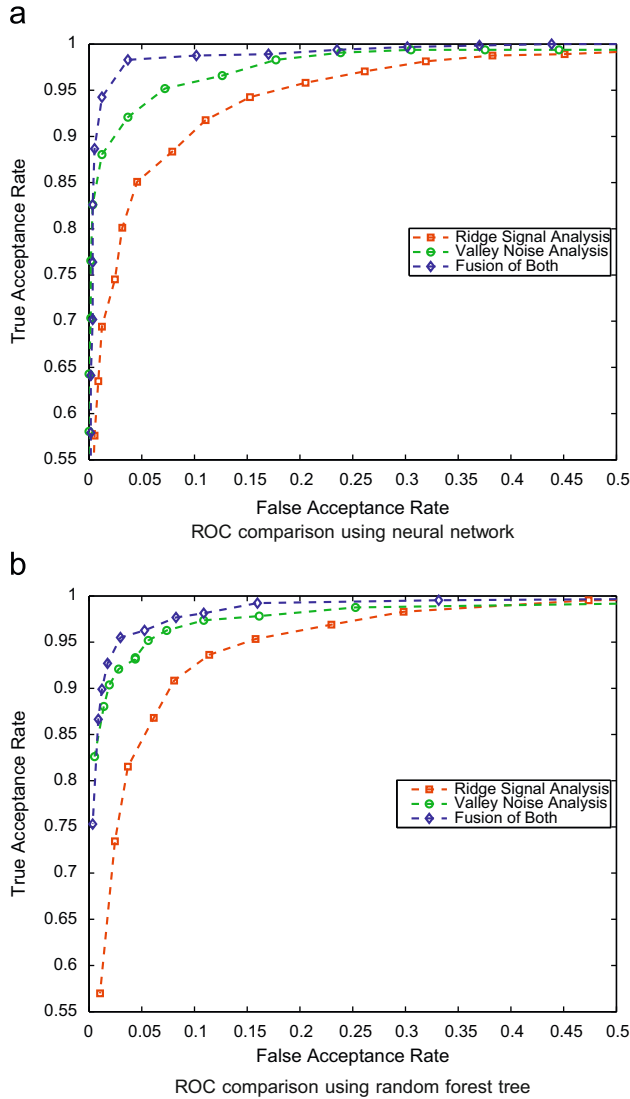 a
1
0.95
0.9
0.85
0.8
0.75
0.7
0.65
0.6
0.55
True Acceptance Rate
Ridge Signal Analysis
Valley Noise Analysis
Fusion of Both
0 0.05 0.1 0.15 0.2 0.25 0.3 0.35 0.4 0.45 0.5
False Acceptance Rate
ROC comparison using neural network
b
1
0.95
0.9
0.85
0.8
0.75
0.7
0.65
0.6
0.55
True Acceptance Rate
Ridge Signal Analysis
Valley Noise Analysis
Fusion of Both
0 0.05 0.1 0.15 0.2 0.25 0.3 0.35 0.4 0.45 0.5
False Acceptance Rate
ROC comparison using random forest tree